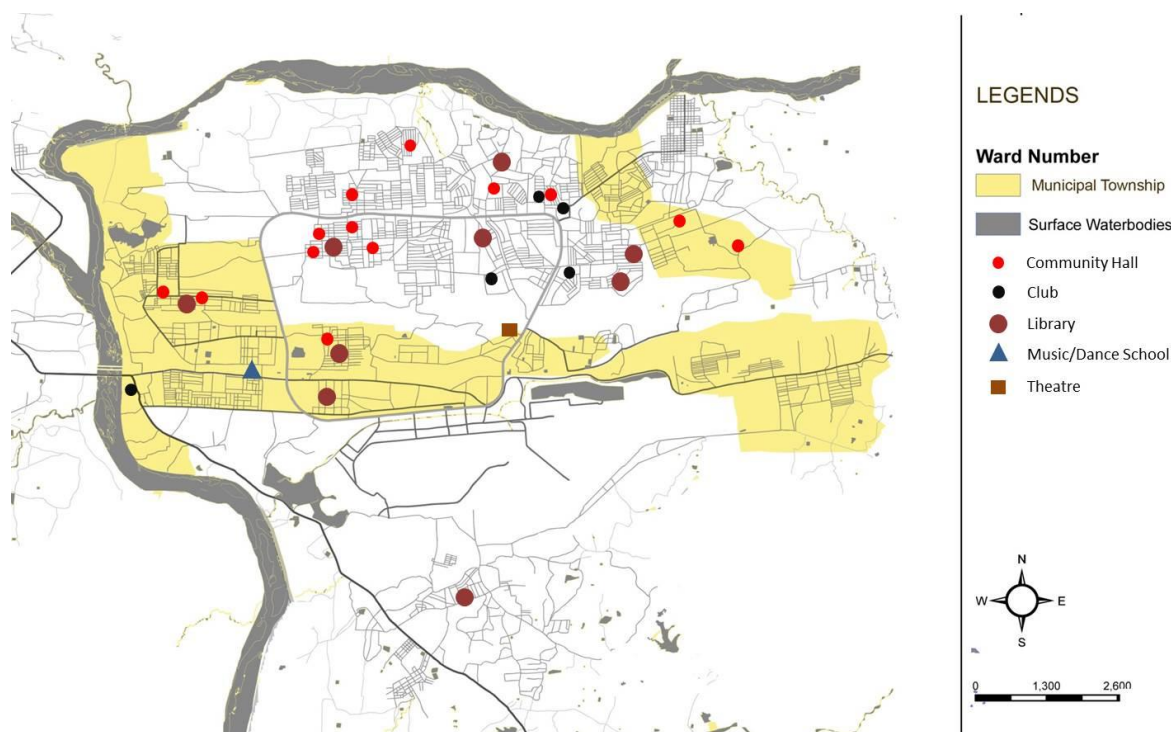 LEGENDS
Ward Number
Municipal Township
Surface Waterbodies
Community Hall
Club
Library
Music/Dance School
Theatre
N
W E
S
0 1,300 2,600